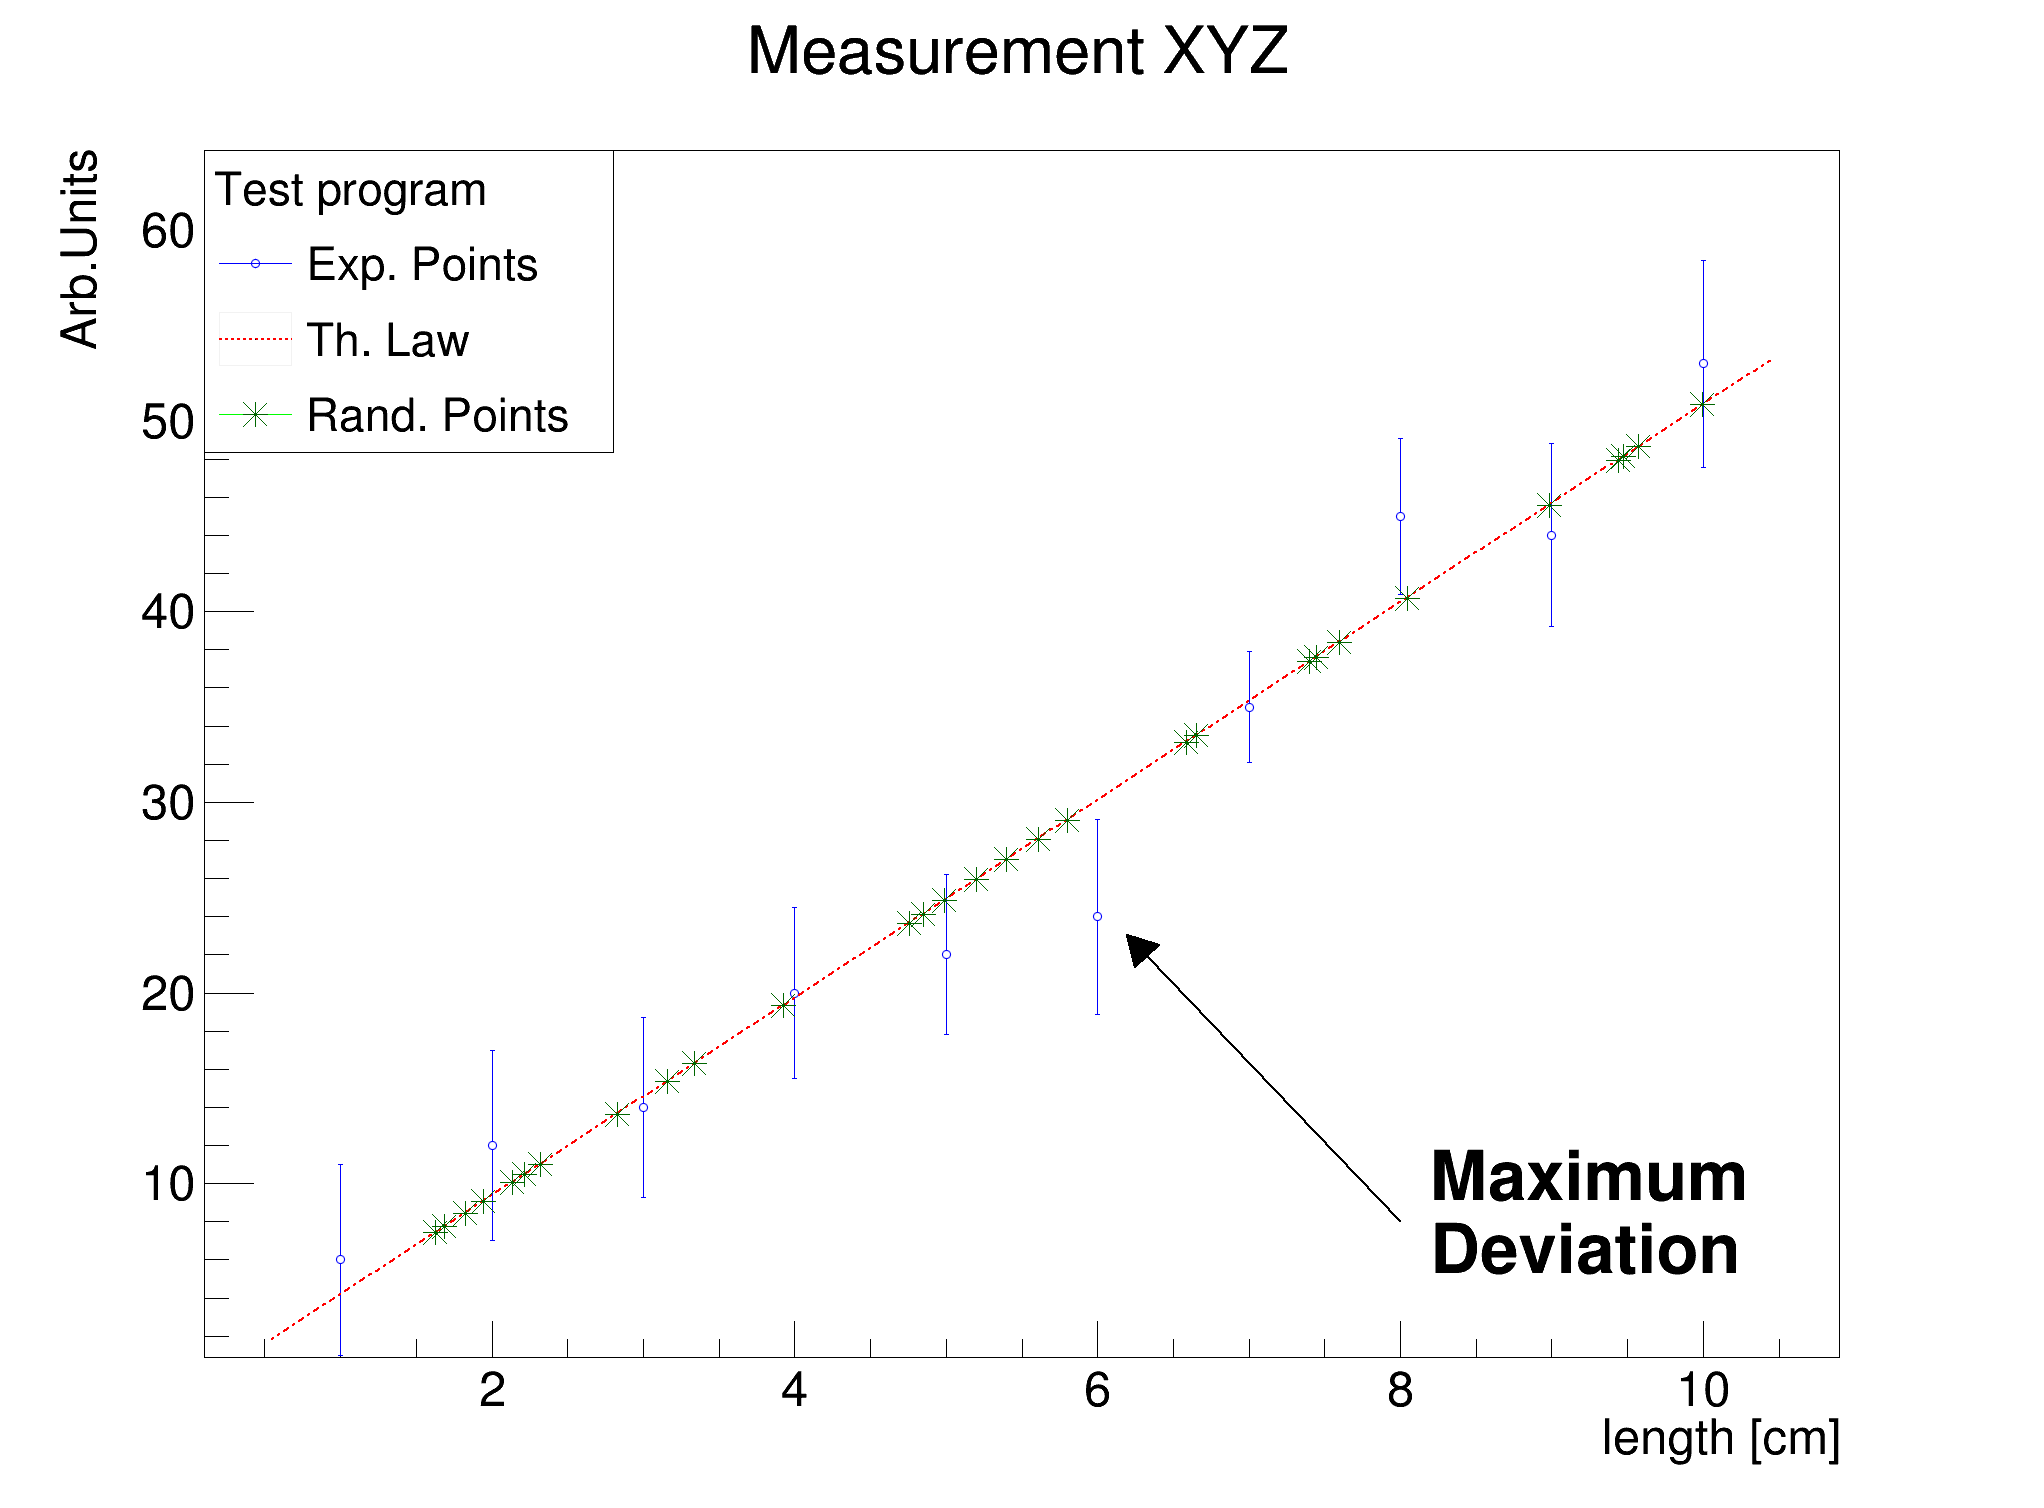 Measurement XYZ
Arb.Units
Test program
Exp. Points
Th. Law
Rand. Points
60
50
40
30
20
10
Maximum
Deviation
2 4 6 8 10
length [cm]